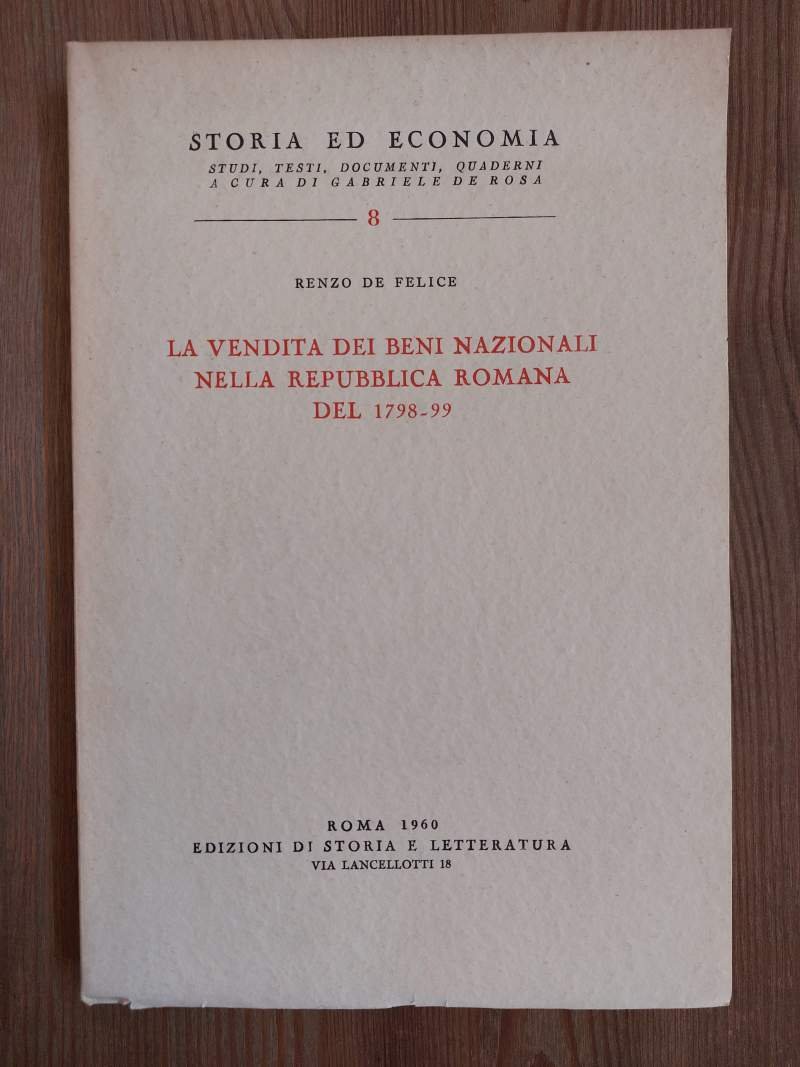 STORIA ED ECONOMIA
STUDI, TESTI, DOCUMENTI, QUADERNI
A CURA DI GABRIELE DE ROSA
8
RENZO DE FELICE
LA VENDITA DEI BENI NAZIONALI
NELLA REPUBBLICA ROMANA
DEL 1798-99
ROMA 1960
EDIZIONI DI STORIA E LETTERATURA
VIA LANCELLOTTI 18